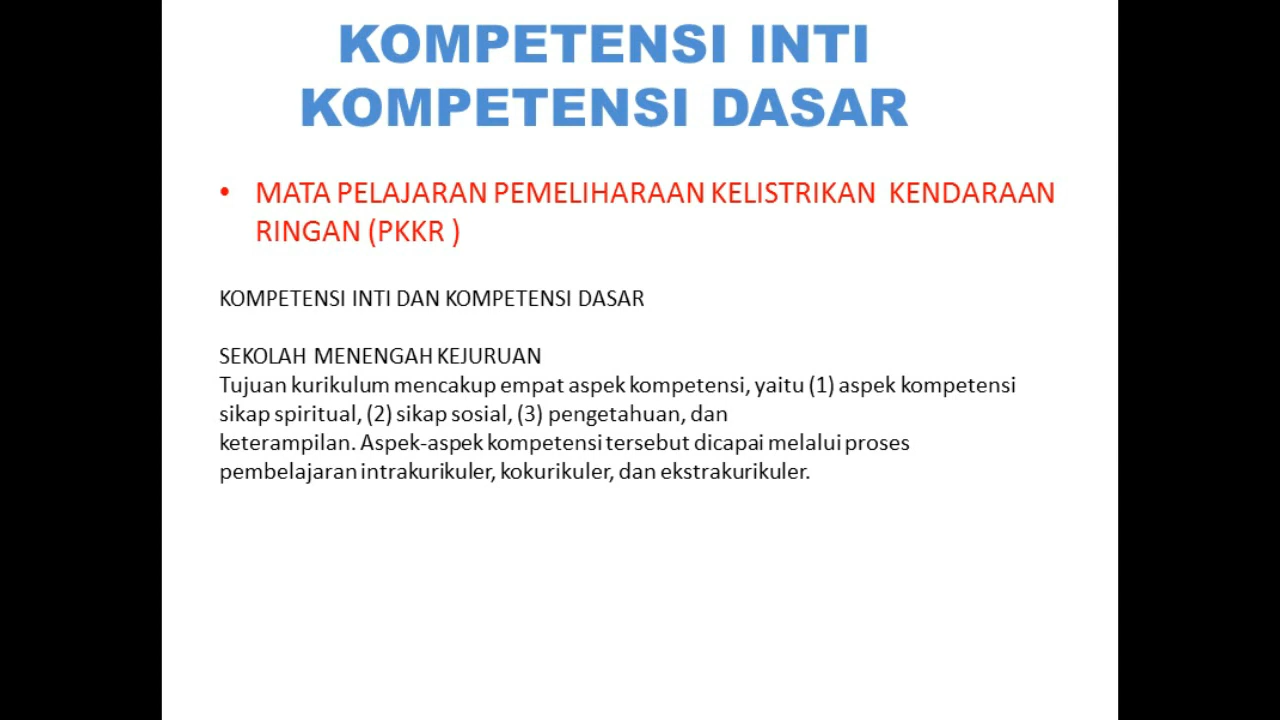 KOMPETENSI INTI
KOMPETENSI DASAR
• MATA PELAJARAN PEMELIHARAAN KELISTRIKAN KENDARAAN
RINGAN (PKKR )
KOMPETENSI INTI DAN KOMPETENSI DASAR
SEKOLAH MENENGAH KEJURUAN
Tujuan kurikulum mencakup empat aspek kompetensi, yaitu (1) aspek kompetensi
sikap spiritual, (2) sikap sosial, (3) pengetahuan, dan
keterampilan. Aspek-aspek kompetensi tersebut dicapai melalui proses
pembelajaran intrakurikuler, kokurikuler, dan ekstrakurikuler.